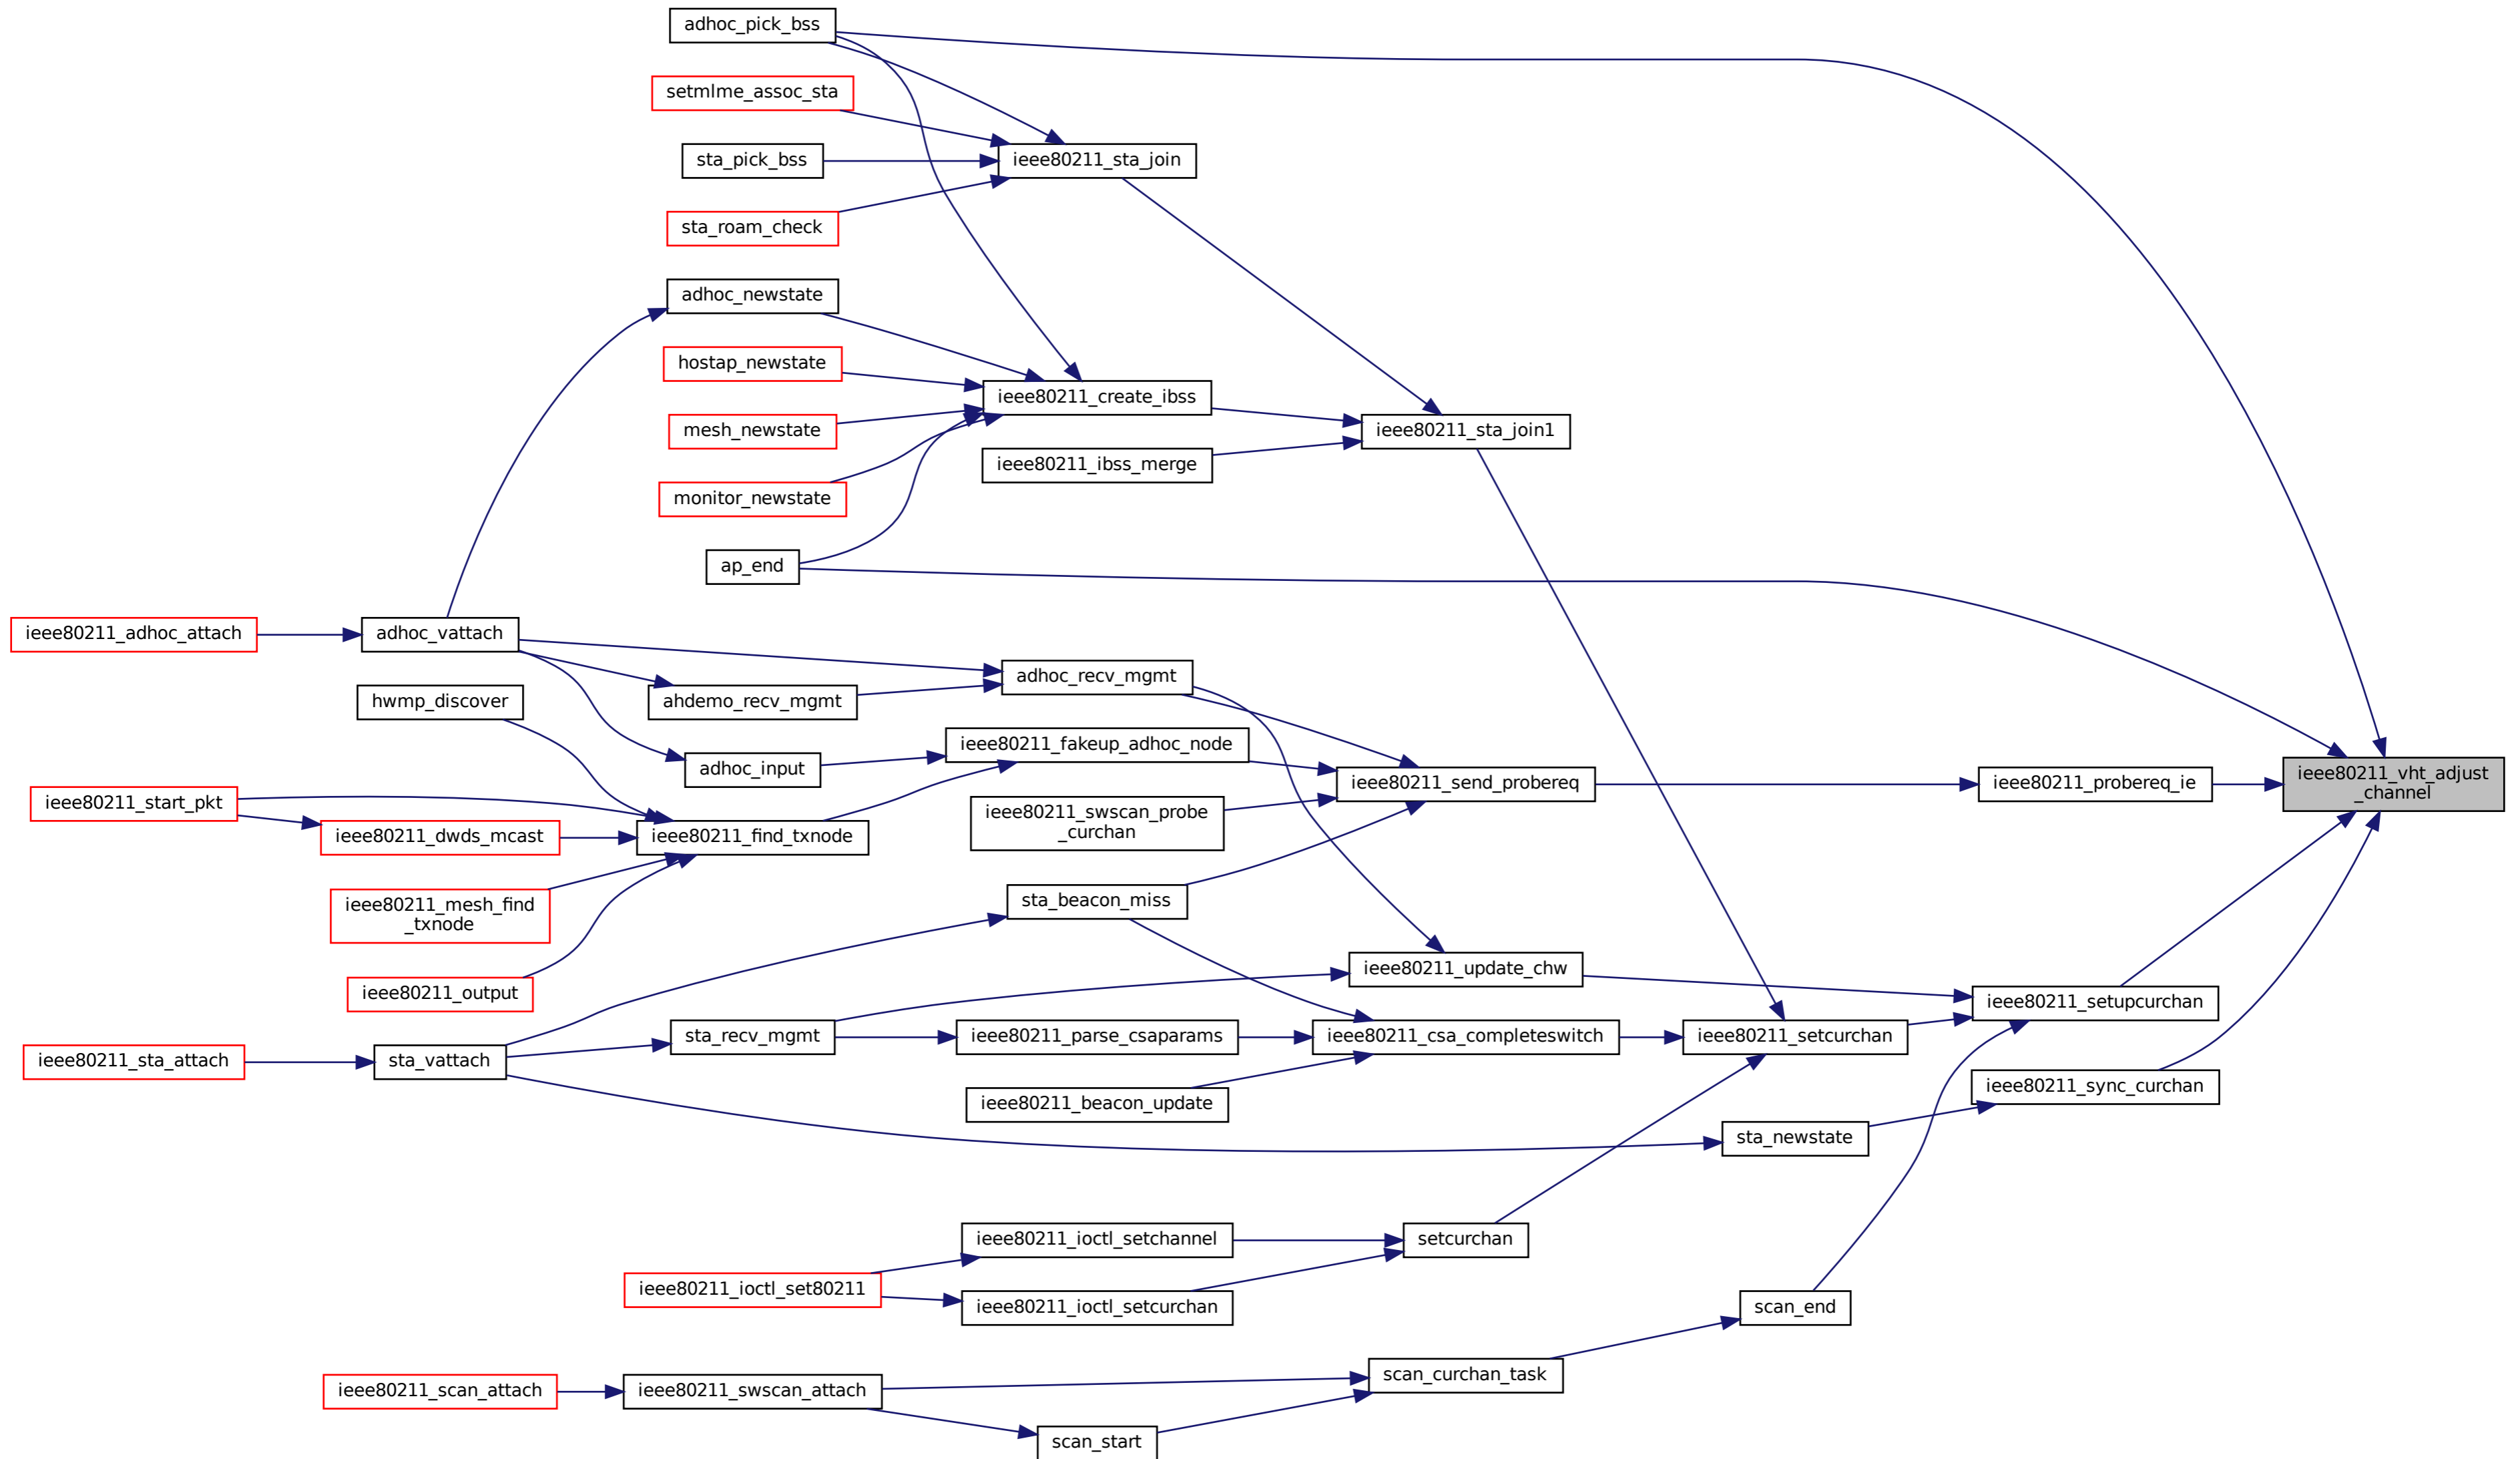 adhoc_pick_bss
setmlme_assoc_sta
ieee80211_sta_join
sta_pick_bss
sta_roam_check
adhoc_newstate
hostap_newstate
ieee80211_create_ibss
mesh_newstate
ieee80211_sta_join1
ieee80211_ibss_merge
monitor_newstate
ap_end
ieee80211_adhoc_attach
adhoc_vattach
adhoc_recv_mgmt
hwmp_discover
ahdemo_recv_mgmt
ieee80211_fakeup_adhoc_node
adhoc_input
ieee80211_send_probereq
ieee80211_probereq_ie
ieee80211_vht_adjust
_channel
ieee80211_start_pkt
ieee80211_dwds_mcast
ieee80211_find_txnode
ieee80211_swscan_probe
_curchan
ieee80211_mesh_find
_txnode
sta_beacon_miss
ieee80211_output
ieee80211_update_chw
ieee80211_setupcurchan
sta_recv_mgmt
ieee80211_parse_csaparams
ieee80211_csa_completeswitch
ieee80211_setcurchan
ieee80211_sta_attach
sta_vattach
ieee80211_beacon_update
ieee80211_sync_curchan
sta_newstate
ieee80211_ioctl_setchannel
setcurchan
ieee80211_ioctl_set80211
ieee80211_ioctl_setcurchan
scan_end
ieee80211_scan_attach
ieee80211_swscan_attach
scan_curchan_task
scan_start